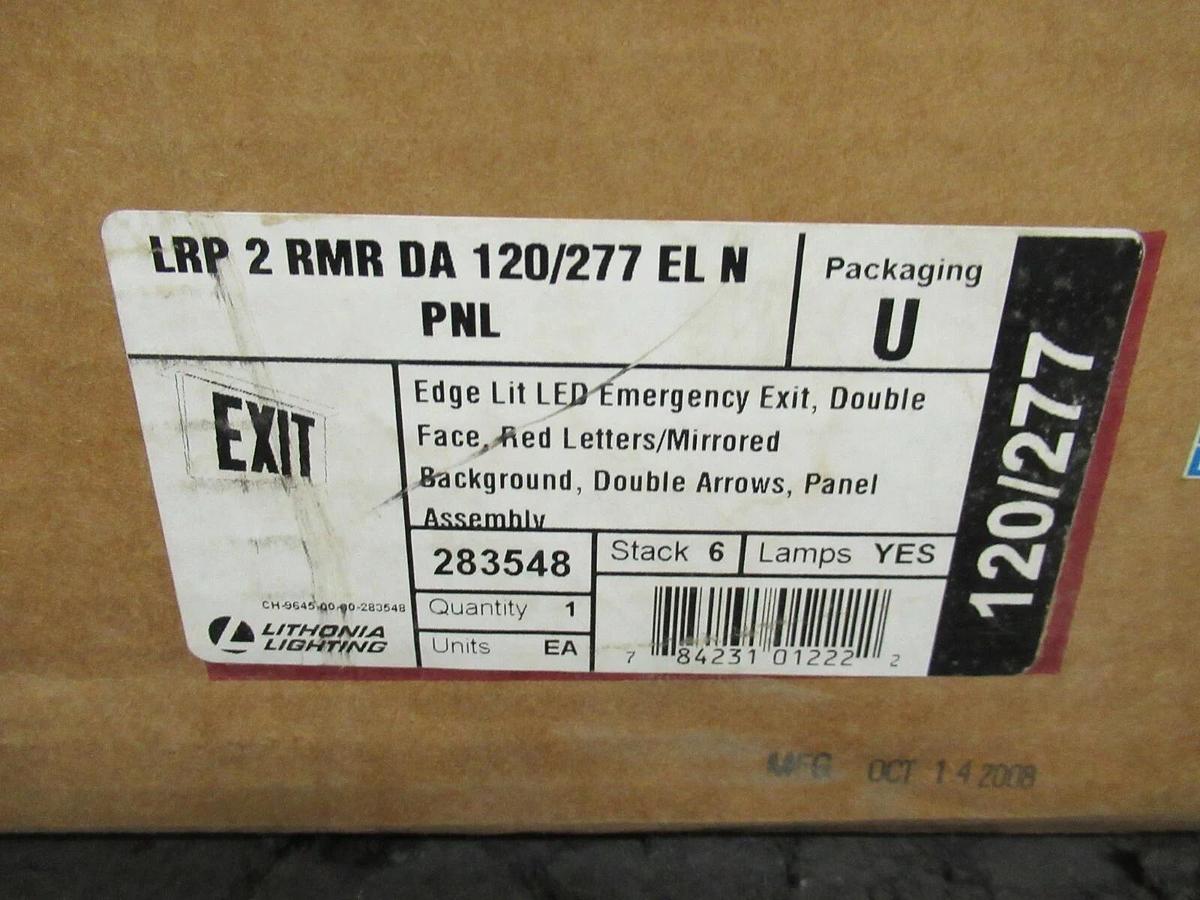 LRP 2 RMR DA 120/277 EL N
PNL
Packaging
U
120/277
EXIT
Edge Lit LED Emergency Exit, Double
Face, Red Letters/Mirrored
Background, Double Arrows, Panel
Assembly
283548
Stack 6
Lamps YES
Quantity 1
Units EA
CH-9645-00-00-283548
LITHONIA
LIGHTING
7 84231 01222 2
MFG OCT 14 2008